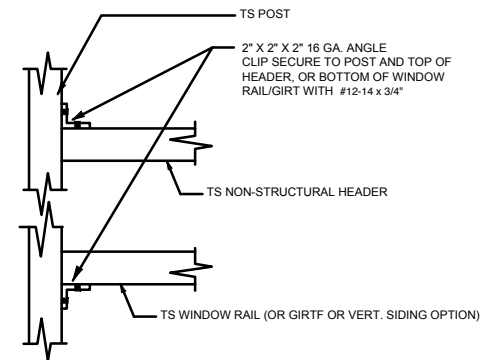 TS POST
2" X 2" X 2" 16 GA. ANGLE
CLIP SECURE TO POST AND TOP OF
HEADER, OR BOTTOM OF WINDOW
RAIL/GIRT WITH #12-14 x 3/4"
TS NON-STRUCTURAL HEADER
TS WINDOW RAIL (OR GIRTF OR VERT. SIDING OPTION)